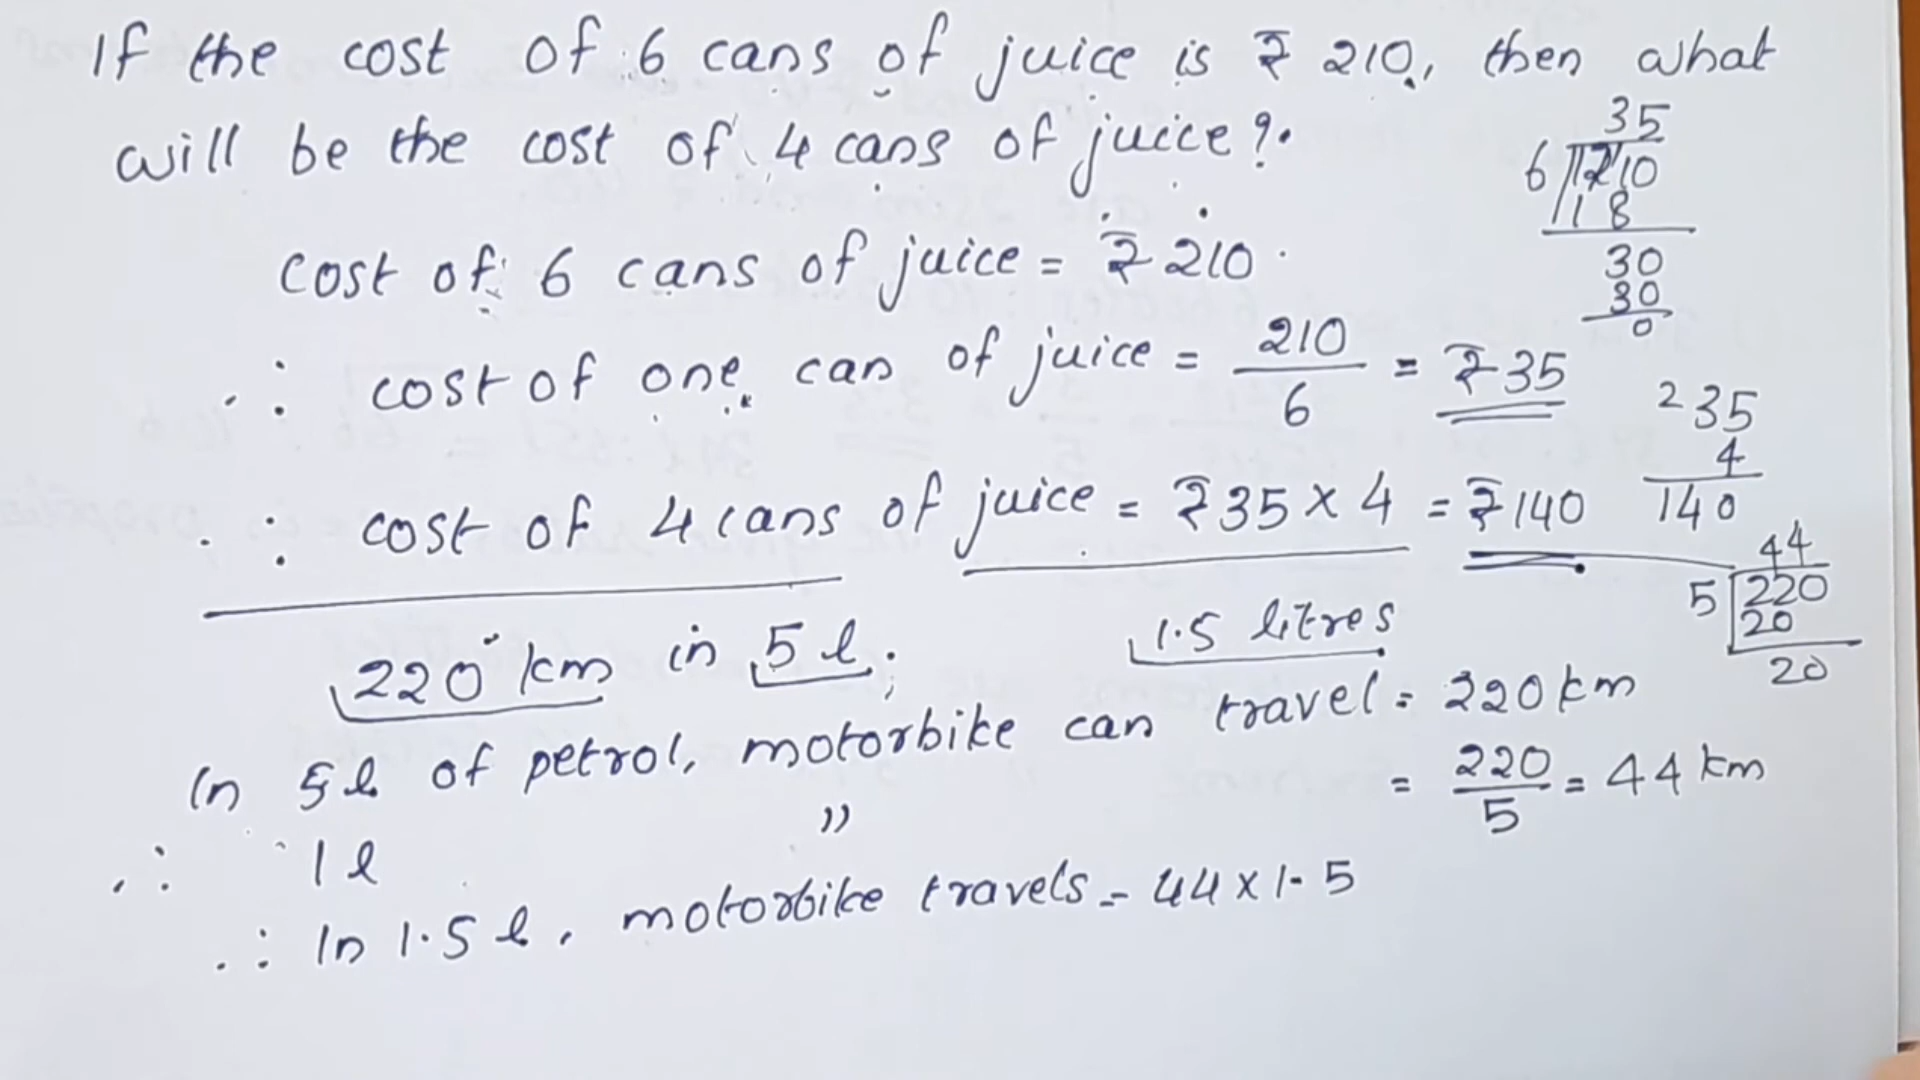 If the cost of 6 cans of juice is ₹ 210, then what
will be the cost of 4 cans of juice?
35
6 210
18
30
30
0
cost of 6 cans of juice = ₹ 210
∴ cost of one can of juice = 210/6 = ₹ 35
∴ cost of 4 cans of juice = ₹ 35 x 4 = ₹ 140
2 35
4
140
44
5 220
20
20
220 km in 5 l; 1.5 litres
In 5 l of petrol, motorbike can travel = 220 km
∴ 1 l " = 220/5 = 44 km
∴ In 1.5 l, motorbike travels = 44 x 1.5